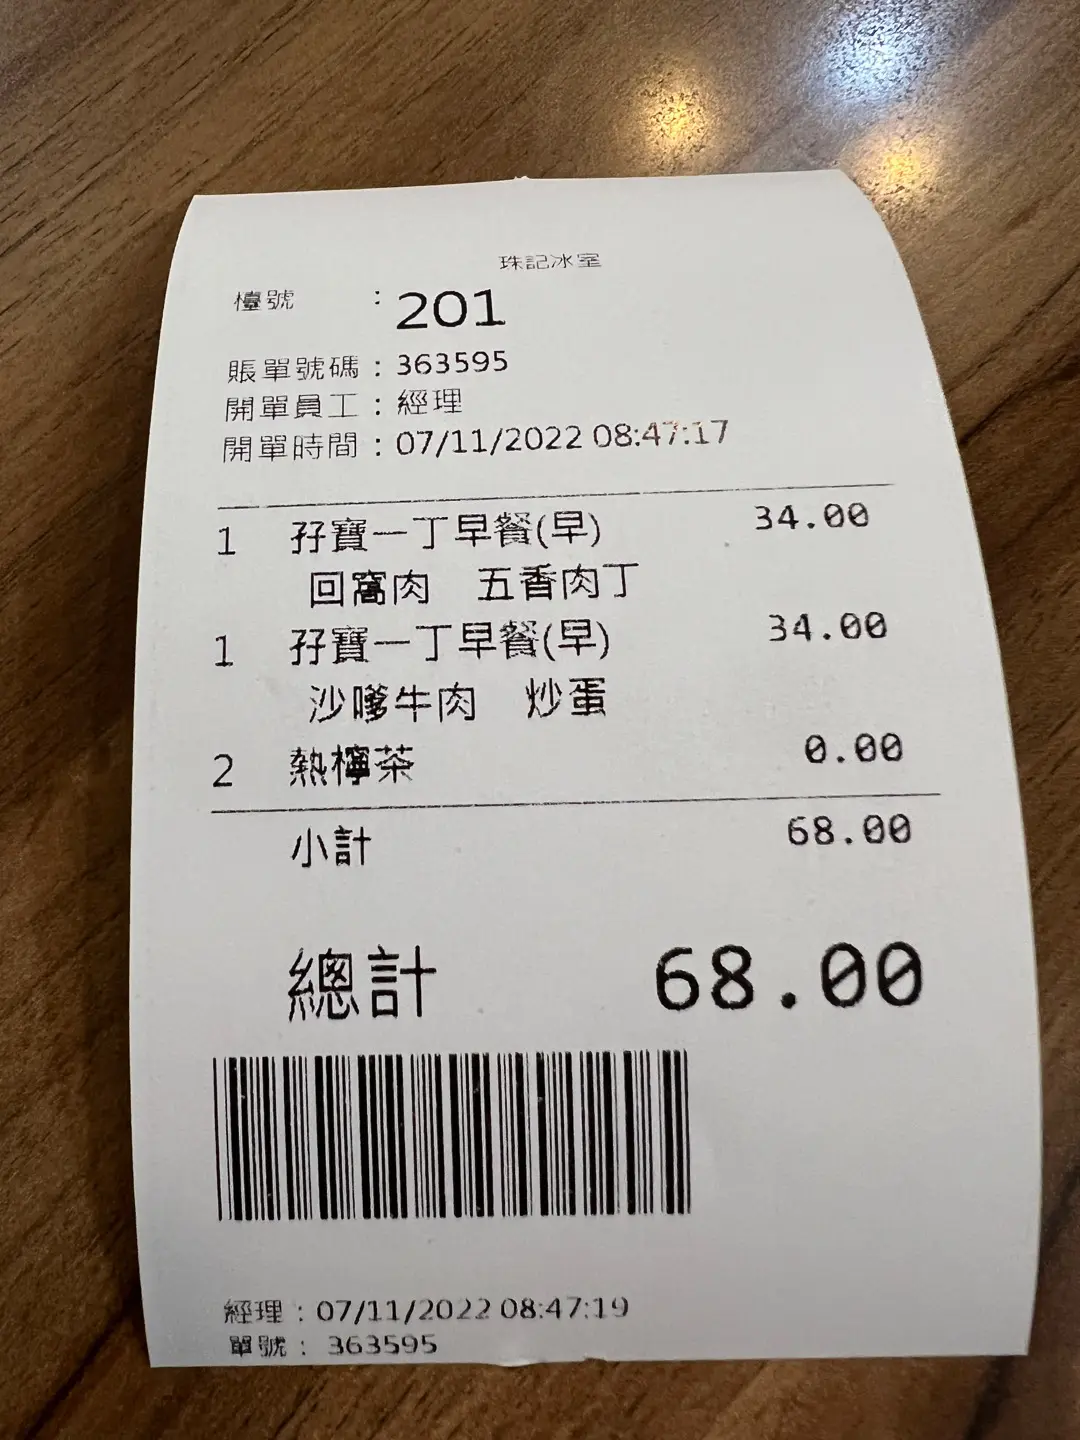 珠記冰室
檯號 : 201
賬單號碼 : 363595
開單員工 : 經理
開單時間 : 07/11/2022 08:47:17
1 孖寶一丁早餐(早) 34.00
回窩肉 五香肉丁
1 孖寶一丁早餐(早) 34.00
沙嗲牛肉 炒蛋
2 熱檸茶 0.00
小計 68.00
總計 68.00
經理 : 07/11/2022 08:47:19
單號 : 363595